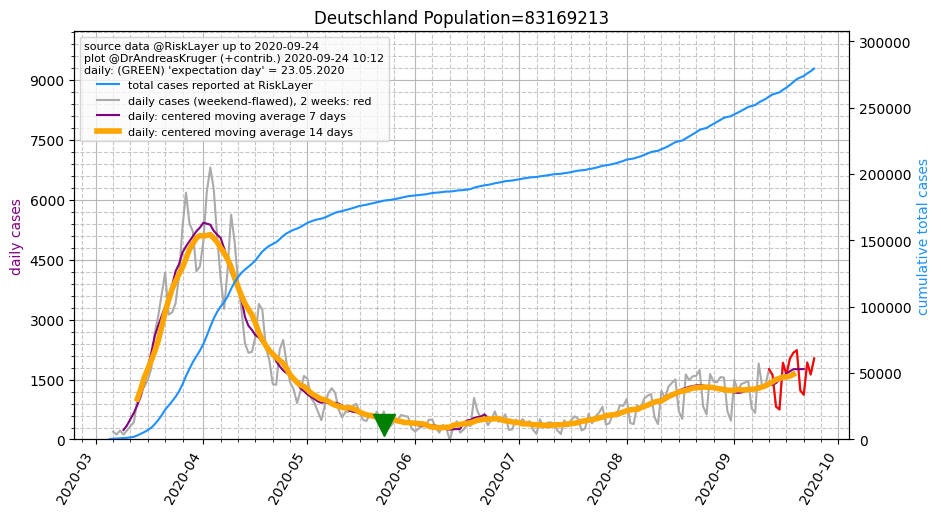 Deutschland Population=83169213
source data @RiskLayer up to 2020-09-24
plot @DrAndreasKruger (+contrib.) 2020-09-24 10:12
daily: (GREEN) 'expectation day' = 23.05.2020
total cases reported at RiskLayer
daily cases (weekend-flawed), 2 weeks: red
daily: centered moving average 7 days
daily: centered moving average 14 days
daily cases
9000
7500
6000
4500
3000
1500
0
300000
250000
200000
150000
100000
50000
0
cumulative total cases
2020-03
2020-04
2020-05
2020-06
2020-07
2020-08
2020-09
2020-10